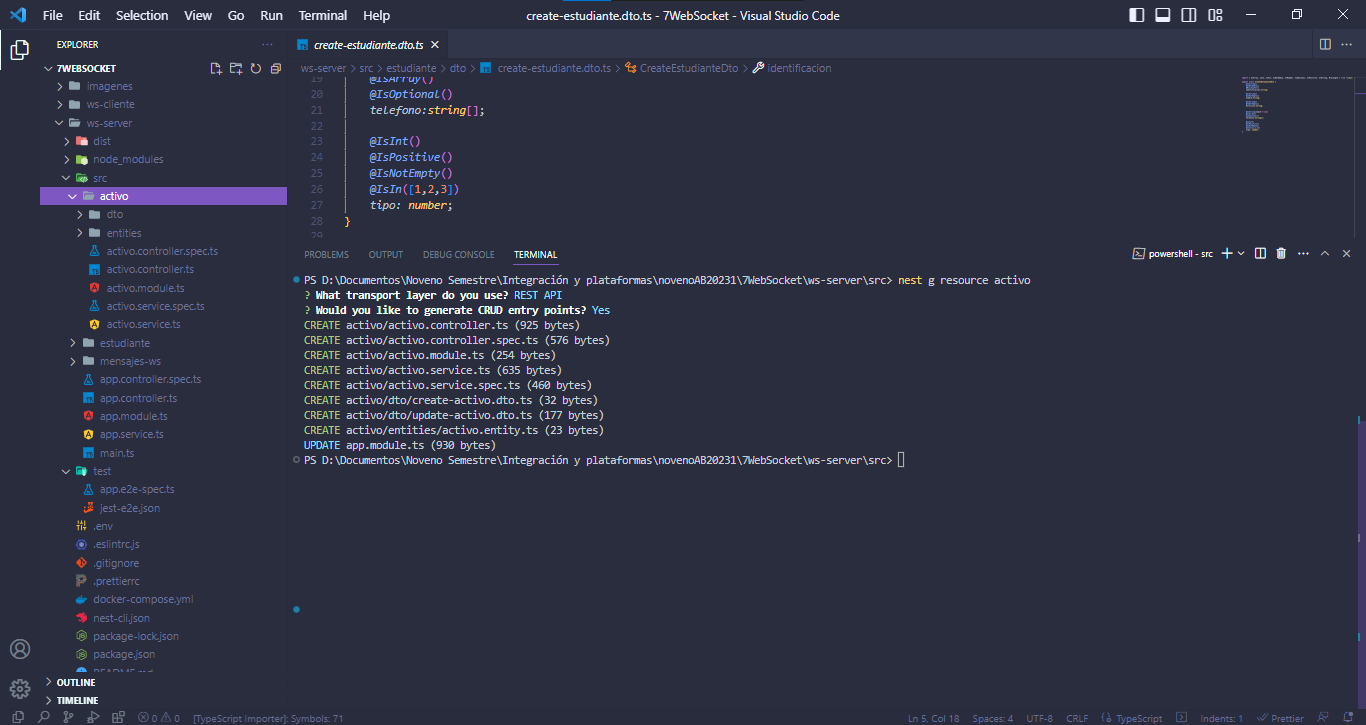 File Edit Selection View Go Run Terminal Help
create-estudiante.dto.ts - 7WebSocket - Visual Studio Code
EXPLORER
7WEBSOCKET
imagenes
ws-cliente
ws-server
dist
node_modules
src
activo
dto
entities
activo.controller.spec.ts
activo.controller.ts
activo.module.ts
activo.service.spec.ts
activo.service.ts
estudiante
mensajes-ws
app.controller.spec.ts
app.controller.ts
app.module.ts
app.service.ts
main.ts
test
app.e2e-spec.ts
jest-e2e.json
.env
.eslintrc.js
.gitignore
.prettierrc
docker-compose.yml
nest-cli.json
package-lock.json
package.json
README.md
OUTLINE
TIMELINE
create-estudiante.dto.ts
ws-server > src > estudiante > dto > create-estudiante.dto.ts > CreateEstudianteDto > identificacion
19 @IsArray()
20 @IsOptional()
21 telefono:string[];
22
23 @IsInt()
24 @IsPositive()
25 @IsNotEmpty()
26 @IsIn([1,2,3])
27 tipo: number;
28 }
29
PROBLEMS OUTPUT DEBUG CONSOLE TERMINAL
powershell - src
PS D:\Documentos\Noveno Semestre\Integración y plataformas\novenoAB20231\7WebSocket\ws-server\src> nest g resource activo
? What transport layer do you use? REST API
? Would you like to generate CRUD entry points? Yes
CREATE activo/activo.controller.ts (925 bytes)
CREATE activo/activo.controller.spec.ts (576 bytes)
CREATE activo/activo.module.ts (254 bytes)
CREATE activo/activo.service.ts (635 bytes)
CREATE activo/activo.service.spec.ts (460 bytes)
CREATE activo/dto/create-activo.dto.ts (32 bytes)
CREATE activo/dto/update-activo.dto.ts (177 bytes)
CREATE activo/entities/activo.entity.ts (23 bytes)
UPDATE app.module.ts (930 bytes)
PS D:\Documentos\Noveno Semestre\Integración y plataformas\novenoAB20231\7WebSocket\ws-server\src>
0 0 [TypeScript Importer]: Symbols: 71
Ln 5, Col 18 Spaces: 4 UTF-8 CRLF TypeScript Indents: 1 Prettier